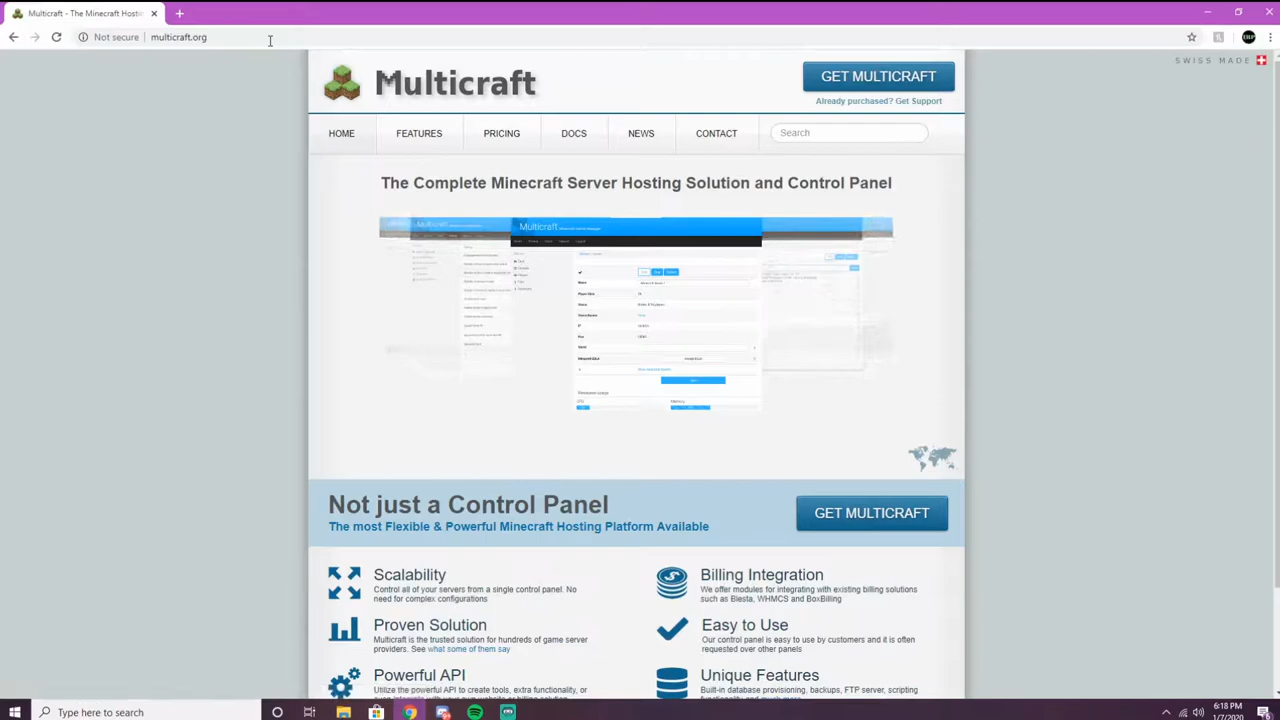 Multicraft - The Minecraft Hosti
Not secure
multicraft.org
SWISS MADE
Multicraft
GET MULTICRAFT
Already purchased? Get Support
HOME
FEATURES
PRICING
DOCS
NEWS
CONTACT
Search
The Complete Minecraft Server Hosting Solution and Control Panel
Multicraft
Not just a Control Panel
The most Flexible & Powerful Minecraft Hosting Platform Available
GET MULTICRAFT
Scalability
Control all of your servers from a single control panel. No
need for complex configurations
Billing Integration
We offer modules for integrating with existing billing solutions
such as Blesta, WHMCS and BoxBilling
Proven Solution
Multicraft is the trusted solution for hundreds of game server
providers. See what some of them say
Easy to Use
Our control panel is easy to use by customers and it is often
requested over other panels
Powerful API
Utilize the powerful API to create tools, extra functionality, or
Unique Features
Built-in database provisioning, backups, FTP server, scripting
Type here to search
6:18 PM
1/7/2020